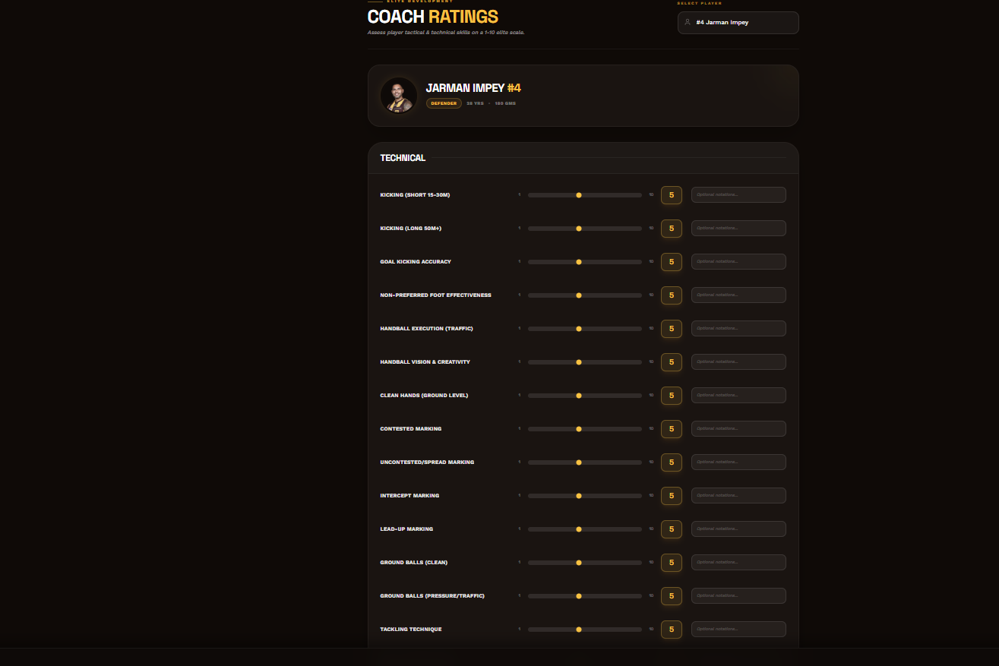 ELITE DEVELOPMENT
COACH RATINGS
Assess player tactical & technical skills on a 1-10 elite scale.
SELECT PLAYER
#4 Jarman Impey
JARMAN IMPEY #4
DEFENDER 28 YRS • 180 GMS
TECHNICAL
KICKING (SHORT 15-30M) 1 10 5 Optional notations...
KICKING (LONG 50M+) 1 10 5 Optional notations...
GOAL KICKING ACCURACY 1 10 5 Optional notations...
NON-PREFERRED FOOT EFFECTIVENESS 1 10 5 Optional notations...
HANDBALL EXECUTION (TRAFFIC) 1 10 5 Optional notations...
HANDBALL VISION & CREATIVITY 1 10 5 Optional notations...
CLEAN HANDS (GROUND LEVEL) 1 10 5 Optional notations...
CONTESTED MARKING 1 10 5 Optional notations...
UNCONTESTED/SPREAD MARKING 1 10 5 Optional notations...
INTERCEPT MARKING 1 10 5 Optional notations...
LEAD-UP MARKING 1 10 5 Optional notations...
GROUND BALLS (CLEAN) 1 10 5 Optional notations...
GROUND BALLS (PRESSURE/TRAFFIC) 1 10 5 Optional notations...
TACKLING TECHNIQUE 1 10 5 Optional notations...